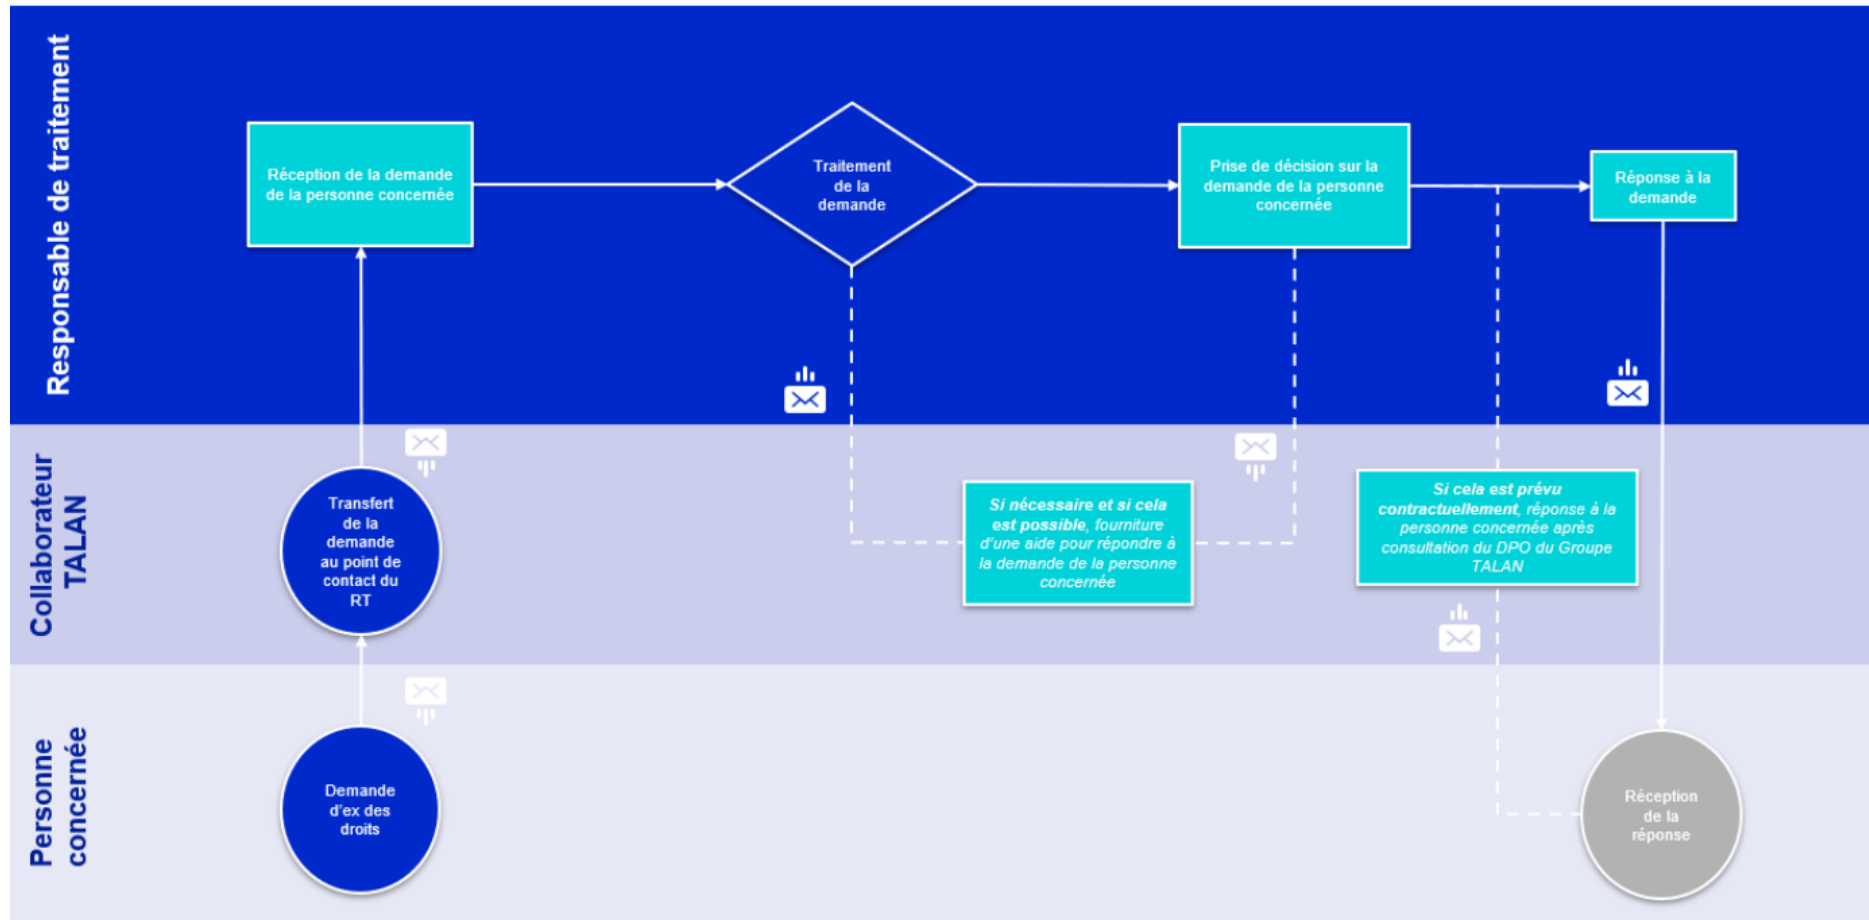 Responsable de traitement
Réception de la demande
de la personne concernée
Traitement
de la
demande
Prise de décision sur la
demande de la personne
concernée
Réponse à la
demande
Collaborateur
TALAN
Transfert
de la
demande
au point de
contact du
RT
Si nécessaire et si cela
est possible, fourniture
d'une aide pour répondre à
la demande de la personne
concernée
Si cela est prévu
contractuellement, réponse à la
personne concernée après
consultation du DPO du Groupe
TALAN
Personne
concernée
Demande
d'ex des
droits
Réception
de la
réponse